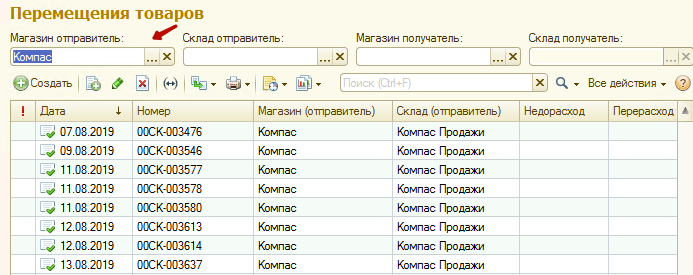 Перемещения товаров
Магазин отправитель: Склад отправитель: Магазин получатель: Склад получатель:
Компас ... ... ... ...
Создать Поиск (Ctrl+F) Все действия
! Дата Номер Магазин (отправитель) Склад (отправитель) Недорасход Перерасход
07.08.2019 00СК-003476 Компас Компас Продажи
09.08.2019 00СК-003546 Компас Компас Продажи
11.08.2019 00СК-003577 Компас Компас Продажи
11.08.2019 00СК-003578 Компас Компас Продажи
11.08.2019 00СК-003580 Компас Компас Продажи
12.08.2019 00СК-003613 Компас Компас Продажи
12.08.2019 00СК-003614 Компас Компас Продажи
13.08.2019 00СК-003637 Компас Компас Продажи